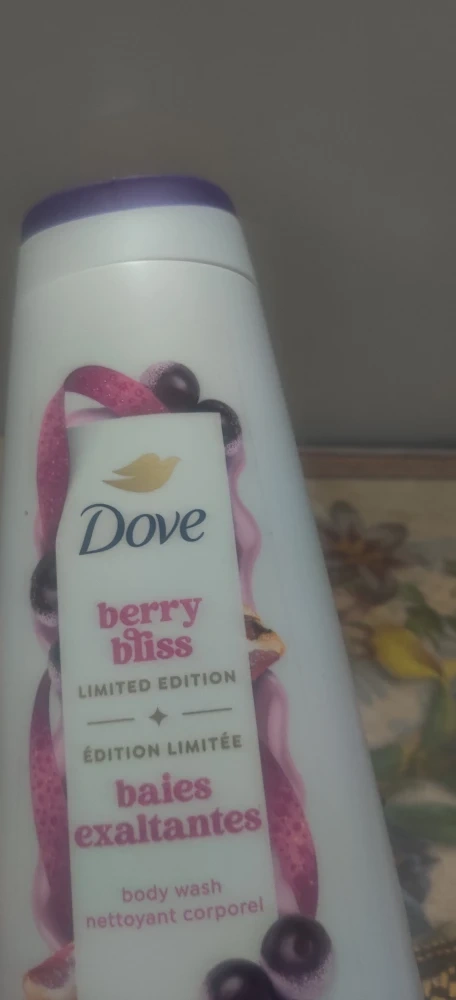 Dove
berry
bliss
LIMITED EDITION
ÉDITION LIMITÉE
baies
exaltantes
body wash
nettoyant corporel